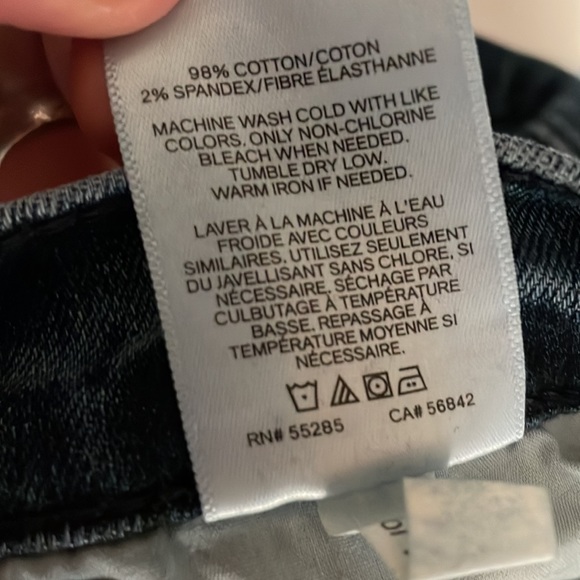 98% COTTON/COTON
2% SPANDEX/FIBRE ÉLASTHANNE
MACHINE WASH COLD WITH LIKE
COLORS. ONLY NON-CHLORINE
BLEACH WHEN NEEDED.
TUMBLE DRY LOW.
WARM IRON IF NEEDED.
LAVER À LA MACHINE À L'EAU
FROIDE AVEC COULEURS
SIMILAIRES. UTILISEZ SEULEMENT
DU JAVELLISANT SANS CHLORE, SI
NÉCESSAIRE. SÉCHAGE PAR
CULBUTAGE À TEMPÉRATURE
BASSE. REPASSAGE À
TEMPÉRATURE MOYENNE SI
NÉCESSAIRE.
RN# 55285 CA# 56842